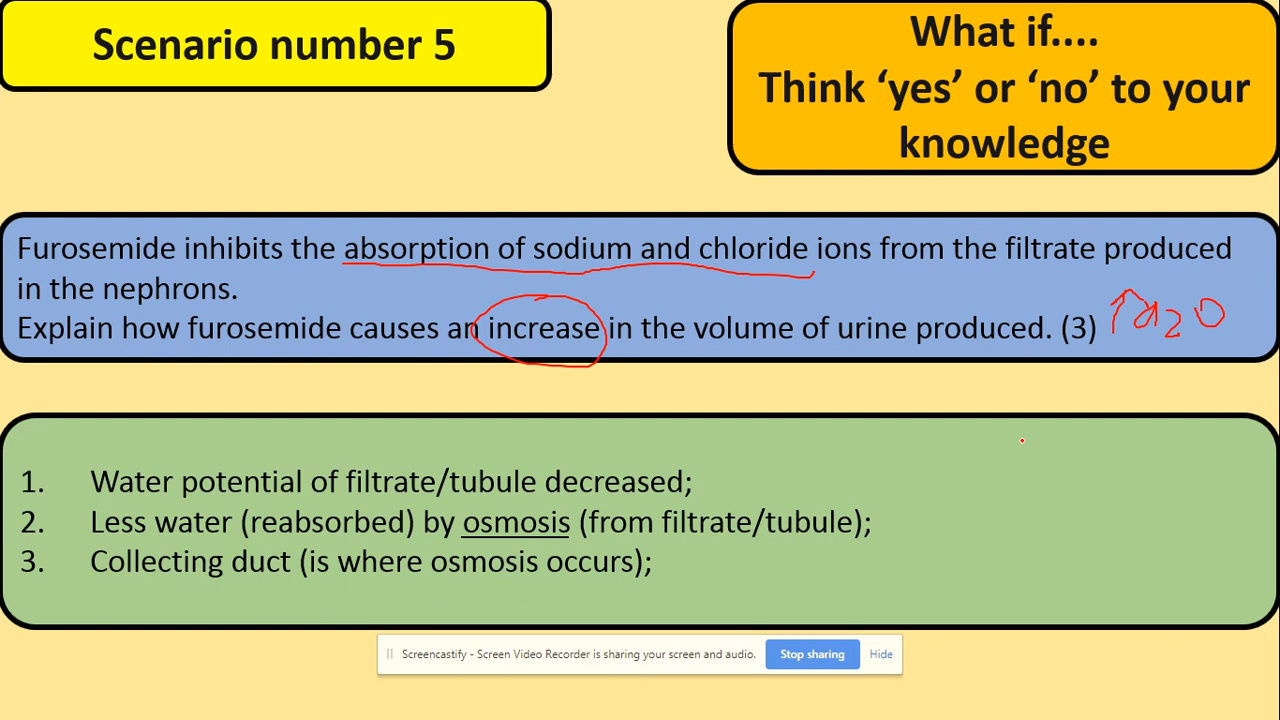 Scenario number 5
What if....
Think ‘yes’ or ‘no’ to your
knowledge
Furosemide inhibits the absorption of sodium and chloride ions from the filtrate produced
in the nephrons.
Explain how furosemide causes an increase in the volume of urine produced. (3) ↑H2O
1. Water potential of filtrate/tubule decreased;
2. Less water (reabsorbed) by osmosis (from filtrate/tubule);
3. Collecting duct (is where osmosis occurs);
Screencastify - Screen Video Recorder is sharing your screen and audio. Stop sharing Hide